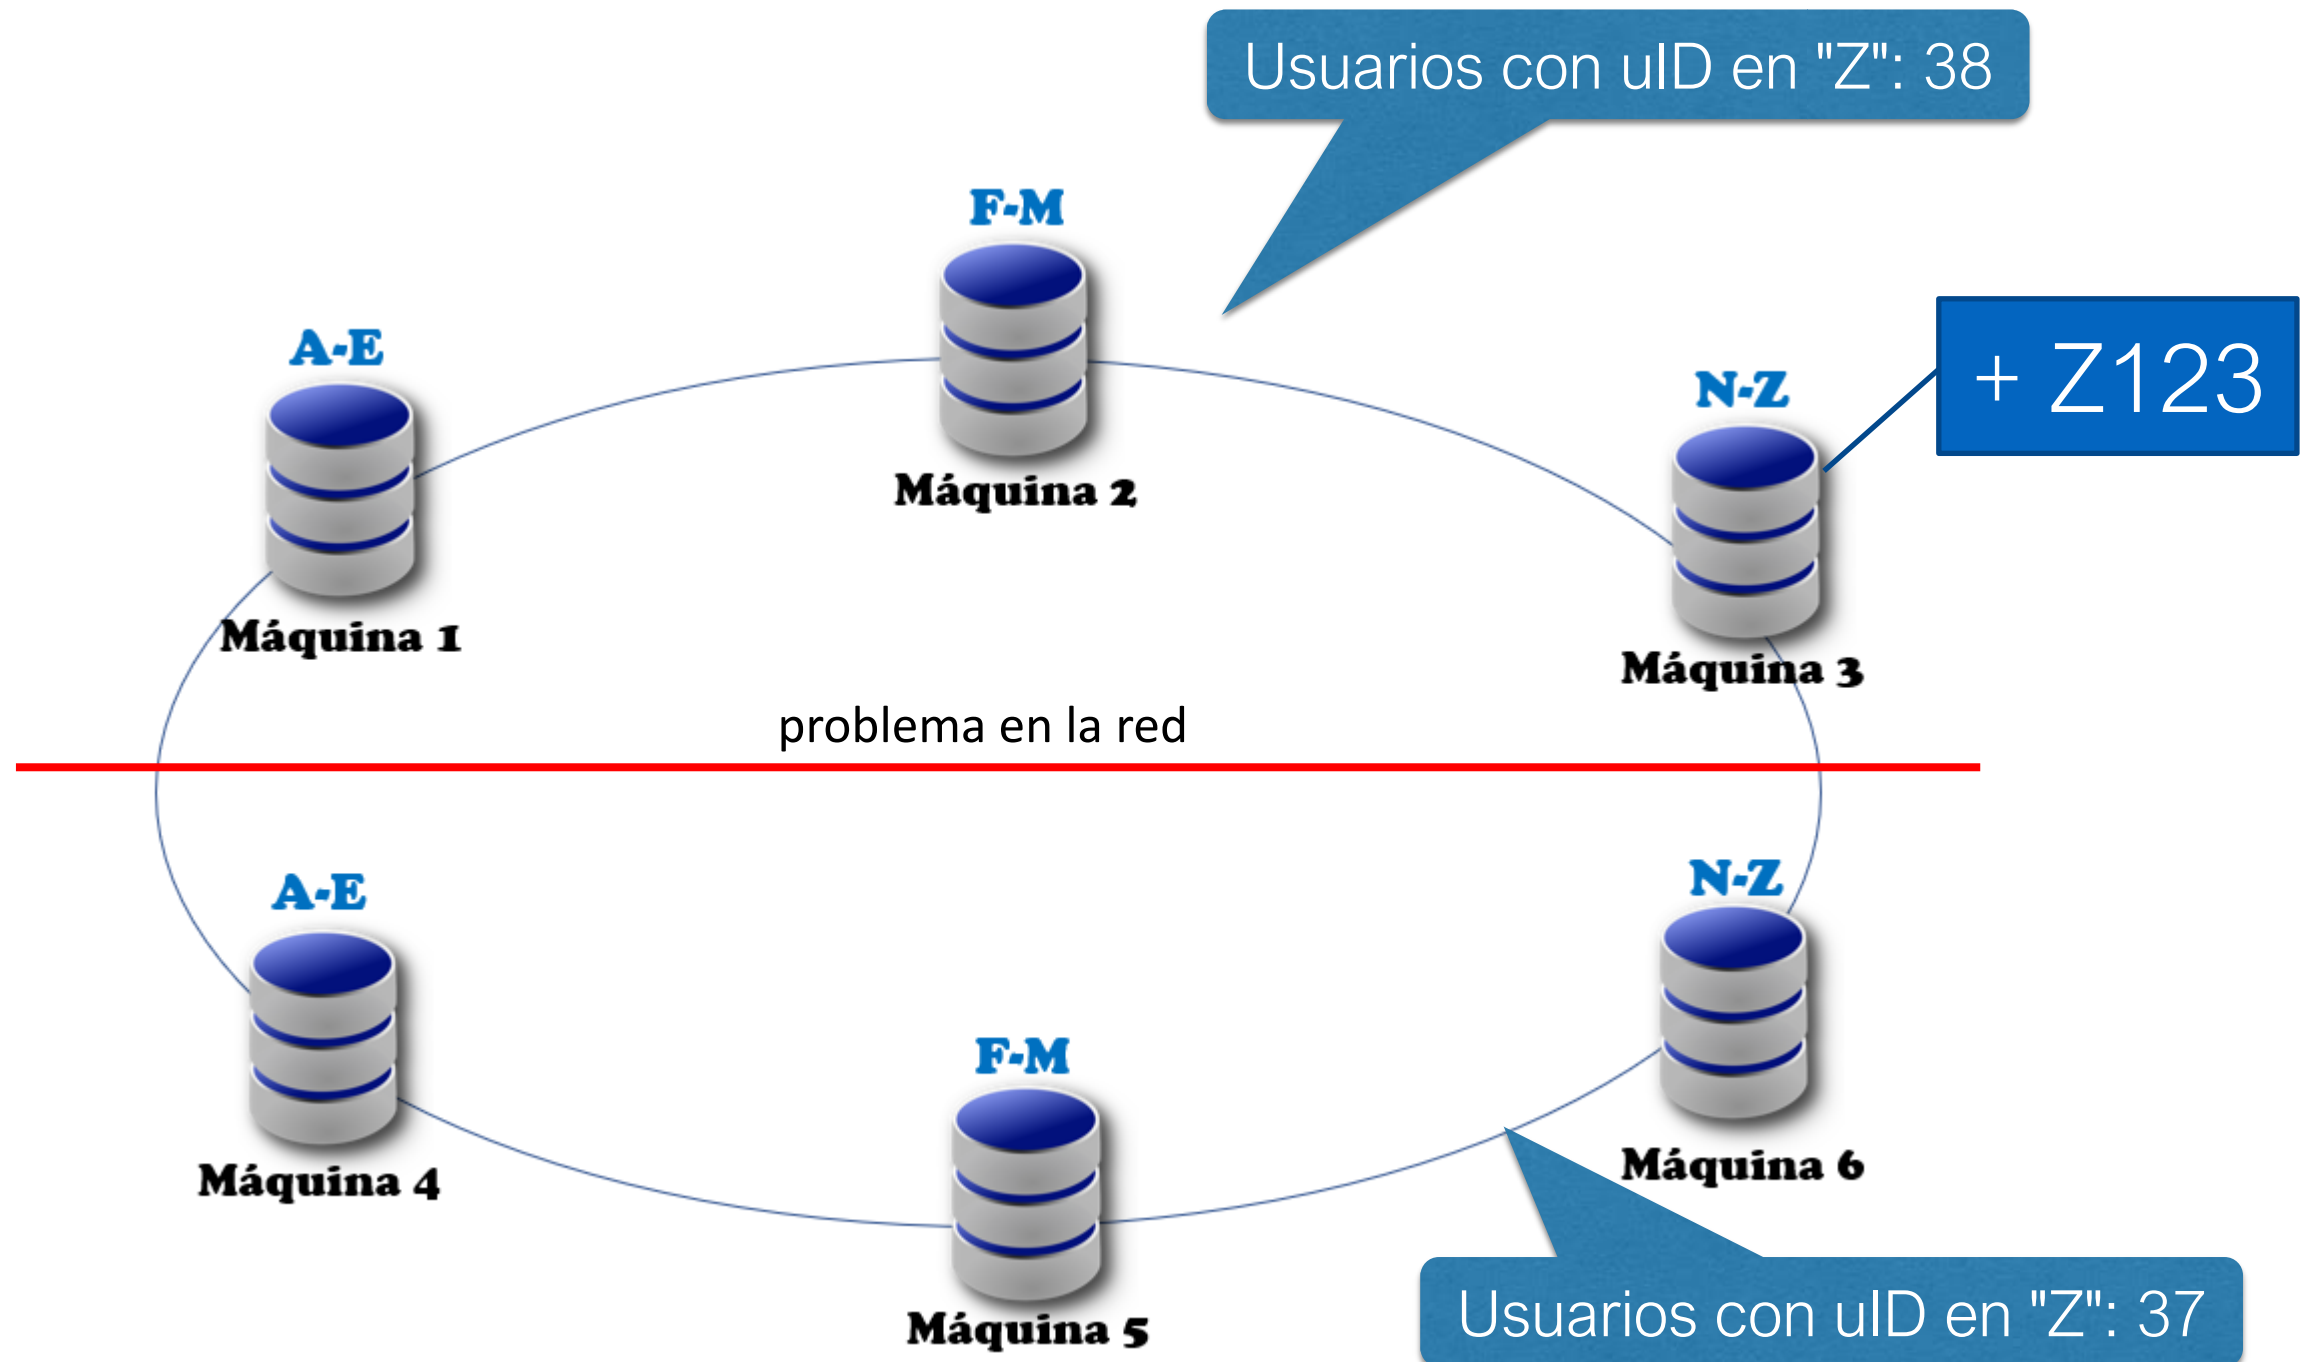 Usuarios con uID en "Z": 38
F-M
Máquina 2
A-E
Máquina 1
+ Z123
N-Z
Máquina 3
problema en la red
A-E
Máquina 4
F-M
Máquina 5
N-Z
Máquina 6
Usuarios con uID en "Z": 37